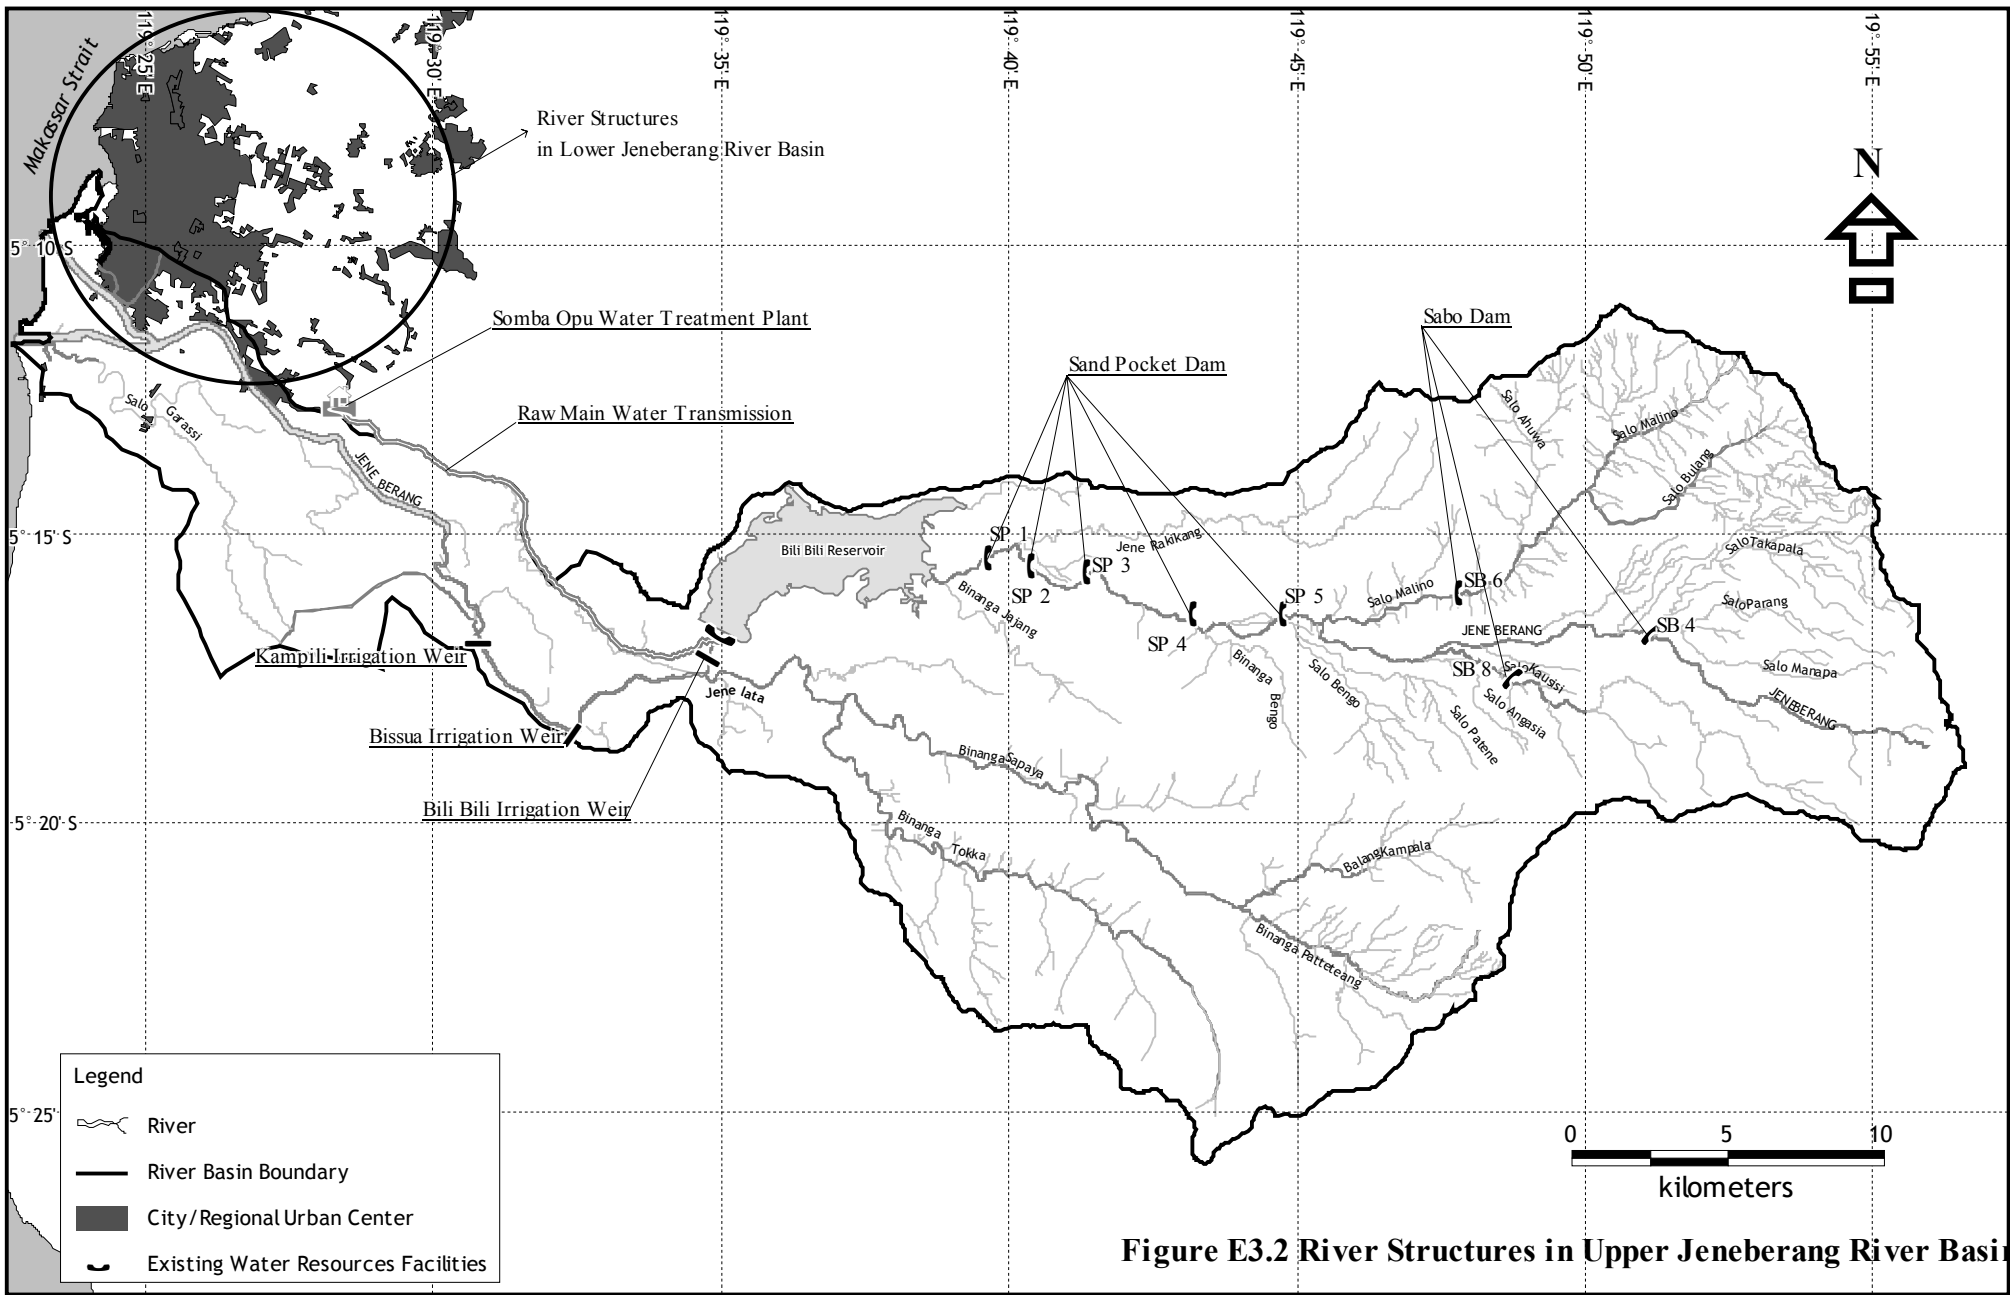 119° 25' E
119° 30' E
119° 35' E
119° 40' E
119° 45' E
119° 50' E
19° 55' E
Makassar Strait
River Structures
in Lower Jeneberang River Basin
N
5° 10' S
Somba Opu Water Treatment Plant
Sabo Dam
Sand Pocket Dam
Raw Main Water Transmission
Salo Garassi
JENE BERANG
Salo Ahuwa
Salo Malino
Salo Bulang
5° 15' S
Bili Bili Reservoir
SP 1
Jene Rakikang
Salo Takapala
SP 3
SP 2
Binanga Jajang
SP 5
Salo Malino
SB 6
Salo Parang
SP 4
JENE BERANG
SB 4
Kampili Irrigation Weir
Binanga Bengo
Salo Bengo
SB 8
Salo Kausisi
Salo Manapa
Jene lata
Salo Angasia
Salo Patene
JENEBERANG
Bissua Irrigation Weir
Binanga Sapaya
Bili Bili Irrigation Weir
5° 20' S
Binanga Tokka
Balang Kampala
Binanga Patteteang
5° 25'
Legend
River
River Basin Boundary
City/Regional Urban Center
Existing Water Resources Facilities
0 5 10
kilometers
Figure E3.2 River Structures in Upper Jeneberang River Basi